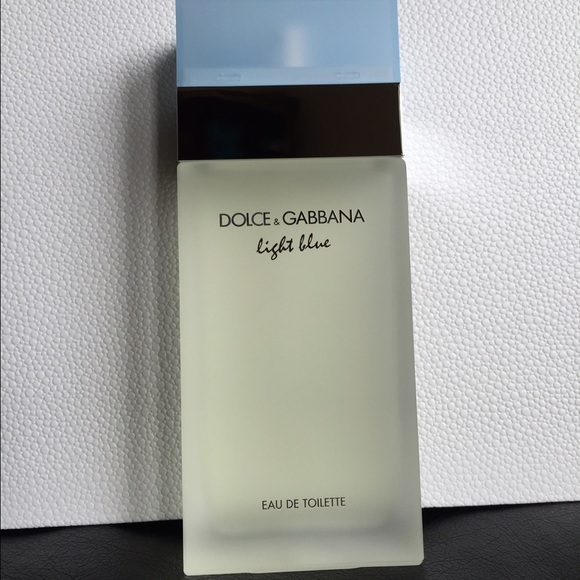 DOLCE & GABBANA
light blue
EAU DE TOILETTE